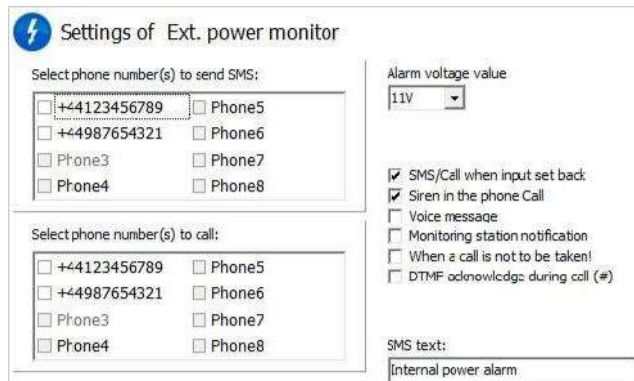 Settings of Ext. power monitor
Select phone number(s) to send SMS:
+44123456789 Phone5
+44987654321 Phone6
Phone3 Phone7
Phone4 Phone8
Select phone number(s) to call:
+44123456789 Phone5
+44987654321 Phone6
Phone3 Phone7
Phone4 Phone8
Alarm voltage value
11V
SMS/Call when input set back
Siren in the phone Call
Voice message
Monitoring station notification
When a call is not to be taken!
DTMF acknowledge during call (#)
SMS text:
Internal power alarm